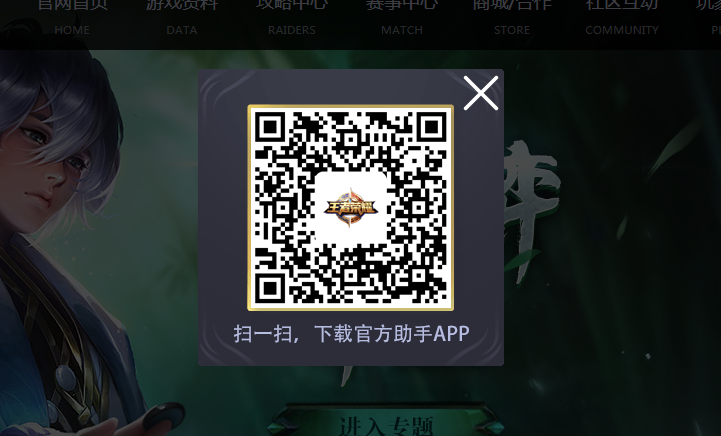 官网首页 游戏资料 攻略中心 赛事中心 商城/合作 社区互动
HOME DATA RAIDERS MATCH STORE COMMUNITY
王者荣耀
扫一扫，下载官方助手APP
进入专题